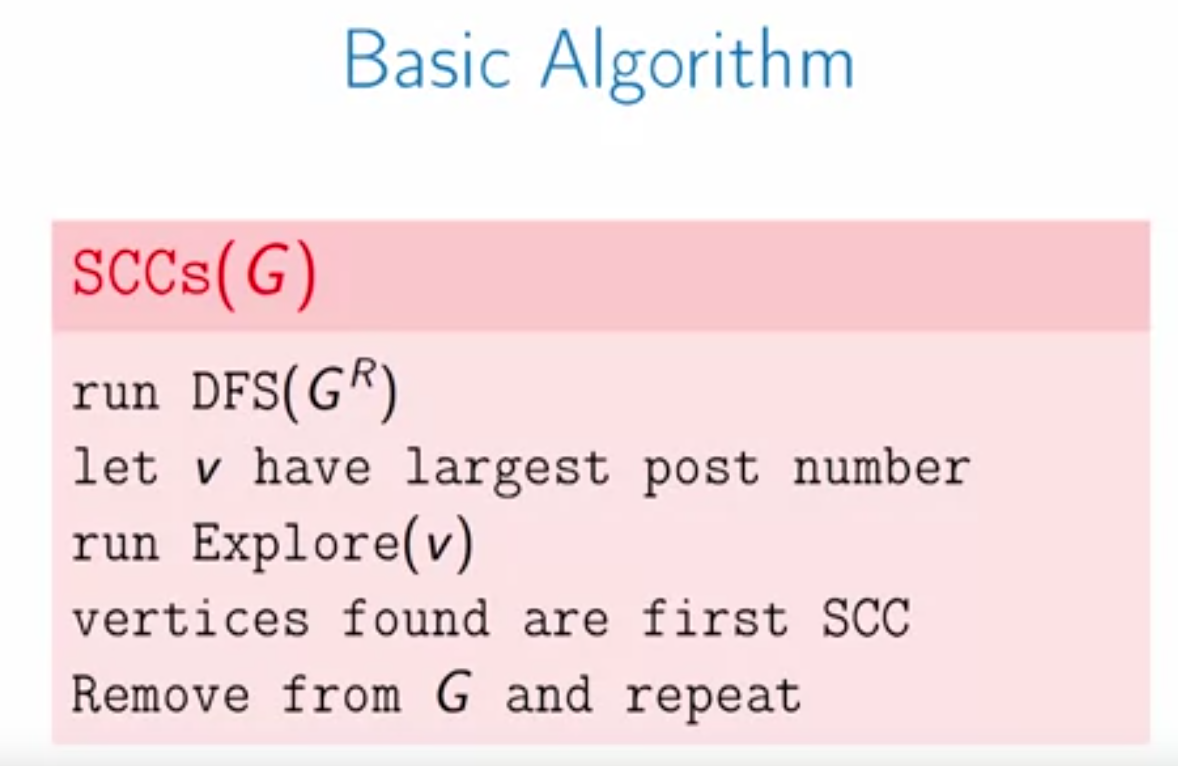 Basic Algorithm
SCCs(G)
run DFS(Gᴿ)
let v have largest post number
run Explore(v)
vertices found are first SCC
Remove from G and repeat